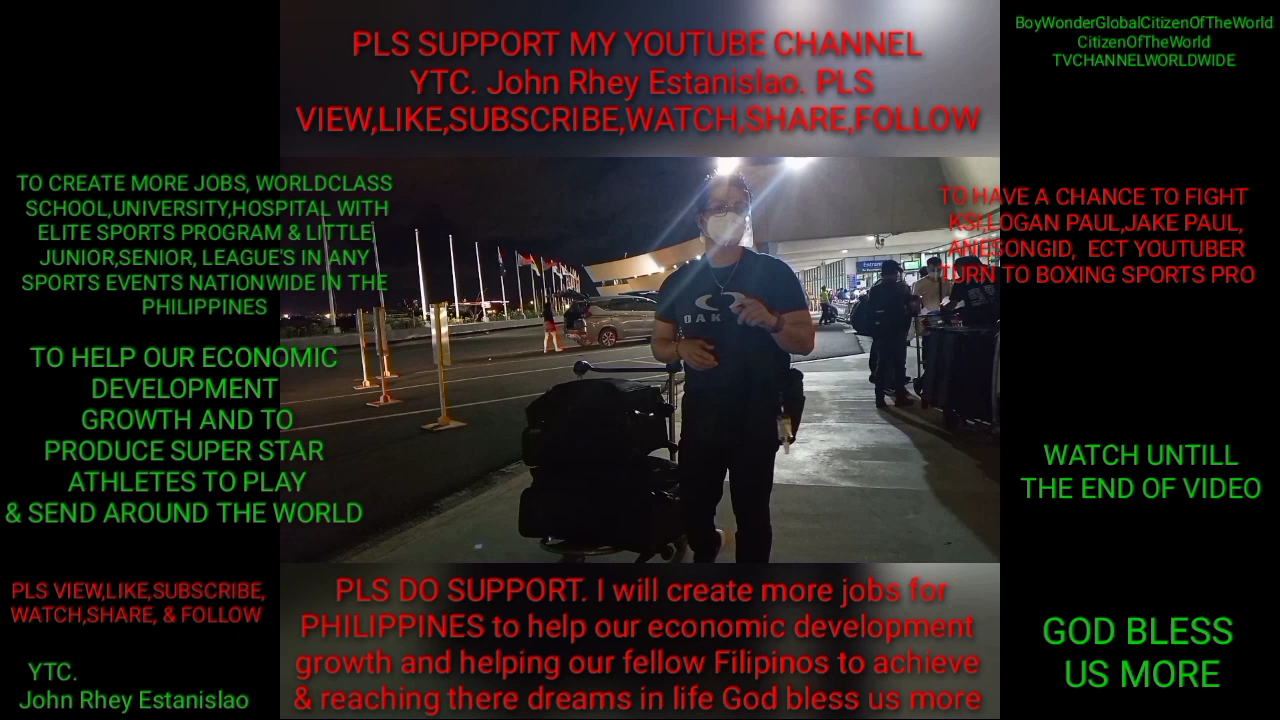 PLS SUPPORT MY YOUTUBE CHANNEL
YTC. John Rhey Estanislao. PLS
VIEW,LIKE,SUBSCRIBE,WATCH,SHARE,FOLLOW
BoyWonderGlobalCitizenOfTheWorld
CitizenOfTheWorld
TVCHANNELWORLDWIDE
TO CREATE MORE JOBS, WORLDCLASS
SCHOOL,UNIVERSITY,HOSPITAL WITH
ELITE SPORTS PROGRAM & LITTLE
JUNIOR,SENIOR, LEAGUE'S IN ANY
SPORTS EVENTS NATIONWIDE IN THE
PHILIPPINES
TO HELP OUR ECONOMIC
DEVELOPMENT
GROWTH AND TO
PRODUCE SUPER STAR
ATHLETES TO PLAY
& SEND AROUND THE WORLD
PLS VIEW,LIKE,SUBSCRIBE,
WATCH,SHARE, & FOLLOW
YTC.
John Rhey Estanislao
TO HAVE A CHANCE TO FIGHT
KSI,LOGAN PAUL,JAKE PAUL,
ANESONGID, ECT YOUTUBER
TURN TO BOXING SPORTS PRO
WATCH UNTILL
THE END OF VIDEO
GOD BLESS
US MORE
PLS DO SUPPORT. I will create more jobs for
PHILIPPINES to help our economic development
growth and helping our fellow Filipinos to achieve
& reaching there dreams in life God bless us more